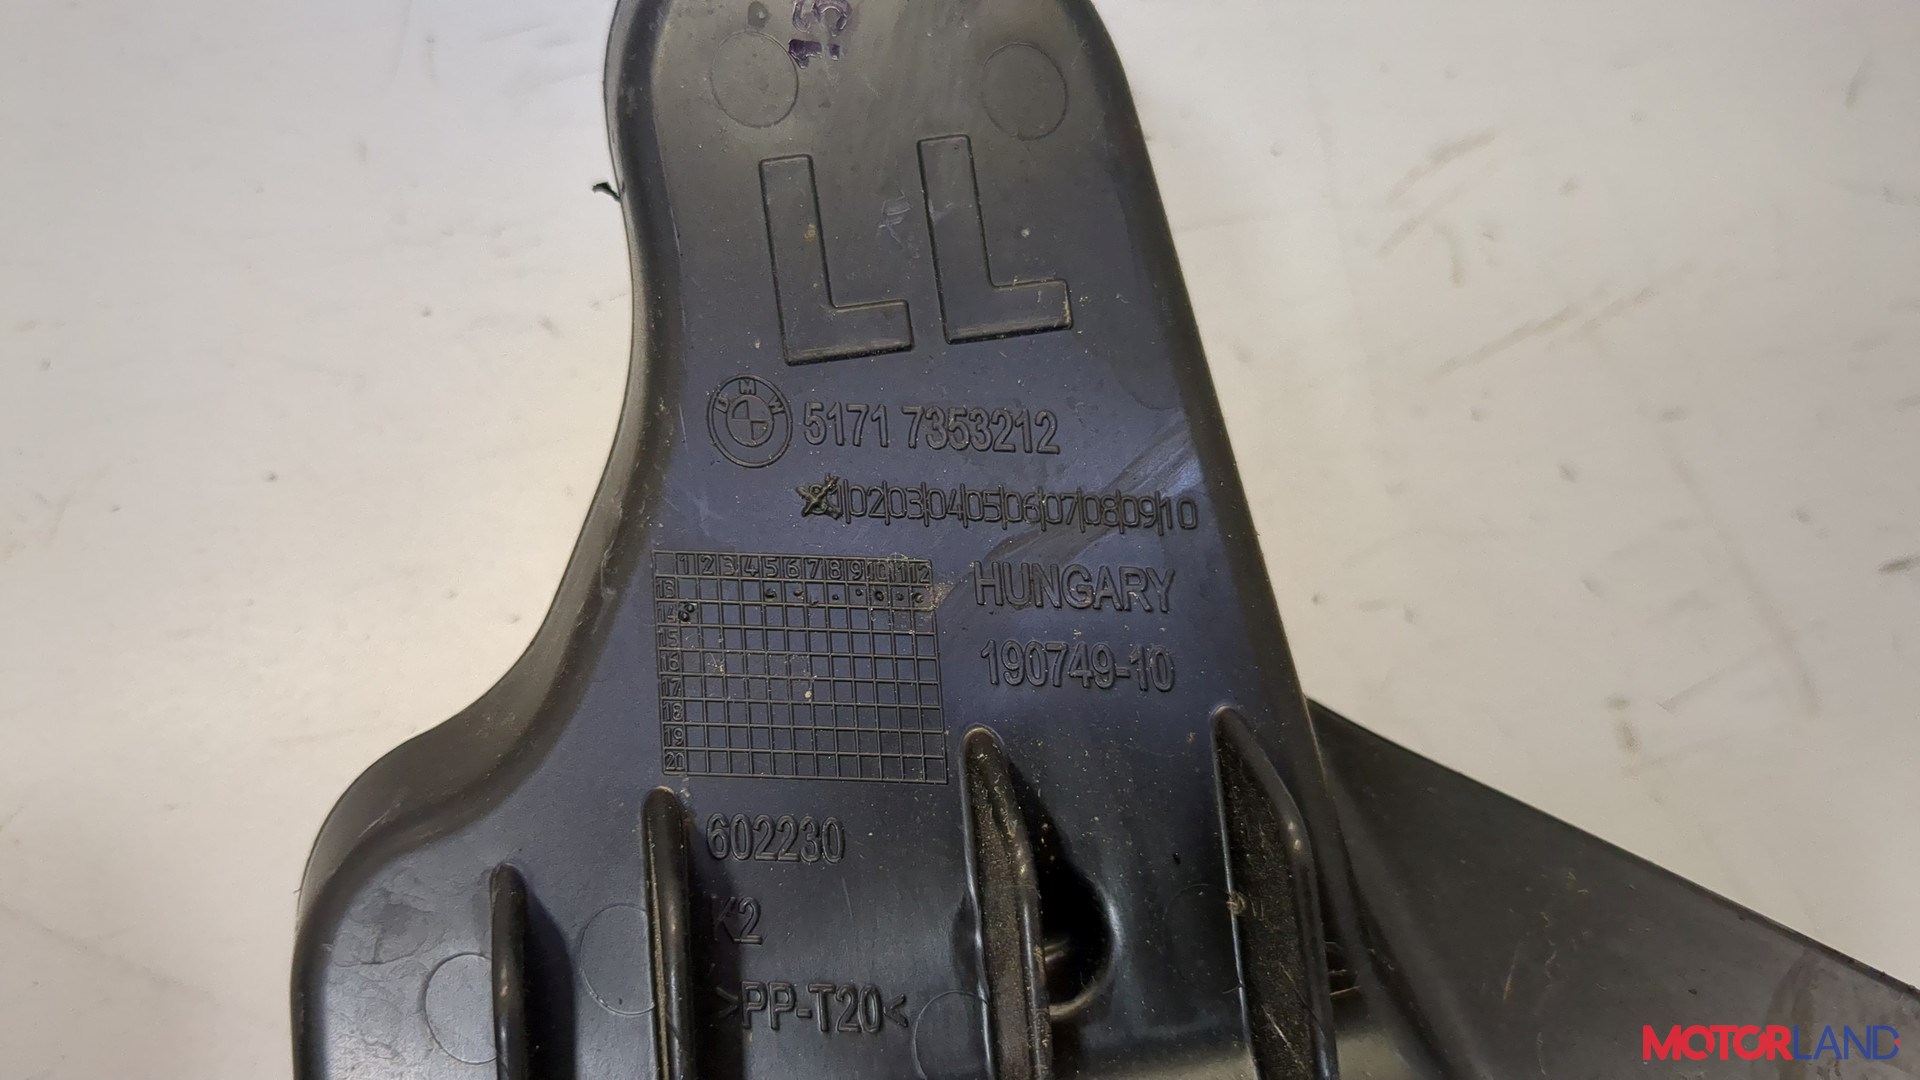 15
LL
BMW 5171 7353212
|02|03|04|05|06|07|08|09|10
1 2 3 4 5 6 7 8 9 10 11 12
13
14
15
16
17
18
19
20
HUNGARY
190749-10
602230
K2
>PP-T20<
MOTORLAND